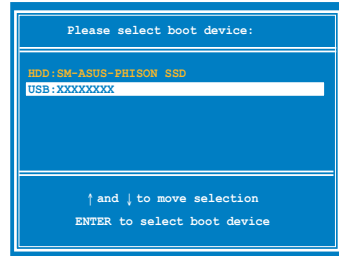 Please select boot device:
HDD:SM-ASUS-PHISON SSD
USB:XXXXXXXX
↑ and ↓ to move selection
ENTER to select boot device